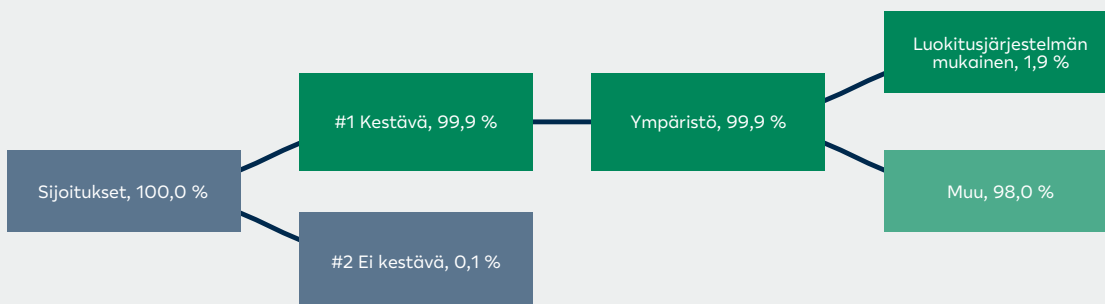 Sijoitukset, 100,0 %
#1 Kestävä, 99,9 %
#2 Ei kestävä, 0,1 %
Ympäristö, 99,9 %
Luokitusjärjestelmän
mukainen, 1,9 %
Muu, 98,0 %